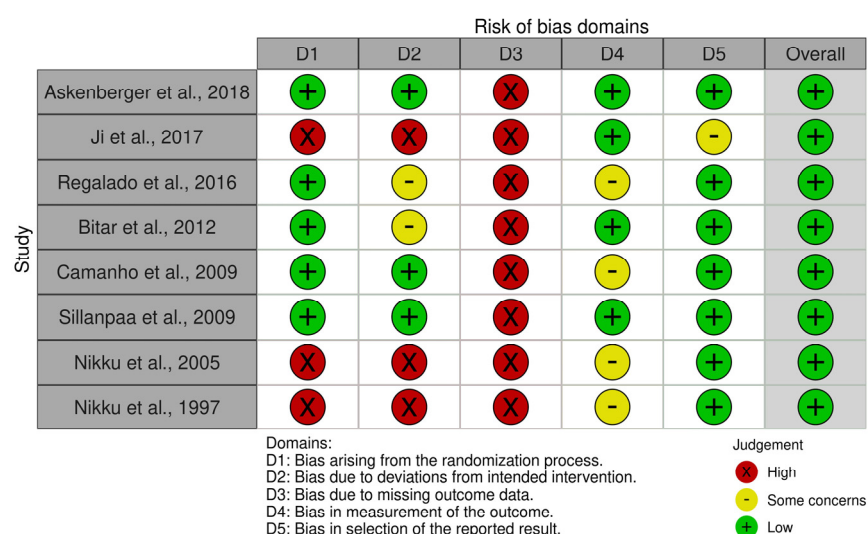 Risk of bias domains
D1 D2 D3 D4 D5 Overall
Study
Askenberger et al., 2018 + + X + + +
Ji et al., 2017 X X X + - +
Regalado et al., 2016 + - X - + +
Bitar et al., 2012 + - X + + +
Camanho et al., 2009 + + X - + +
Sillanpaa et al., 2009 + + X + + +
Nikku et al., 2005 X X X - + +
Nikku et al., 1997 X X X - + +
Domains:
D1: Bias arising from the randomization process.
D2: Bias due to deviations from intended intervention.
D3: Bias due to missing outcome data.
D4: Bias in measurement of the outcome.
D5: Bias in selection of the reported result.
Judgement
X High
- Some concerns
+ Low